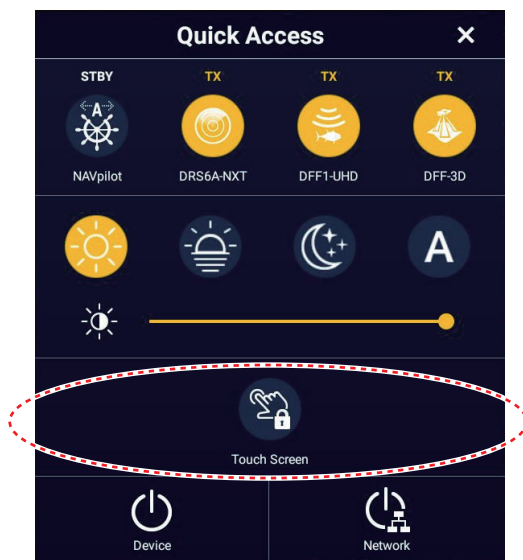 Quick Access
STBY TX TX TX
A
NAVpilot DRS6A-NXT DFF1-UHD DFF-3D
A
Touch Screen
Device Network